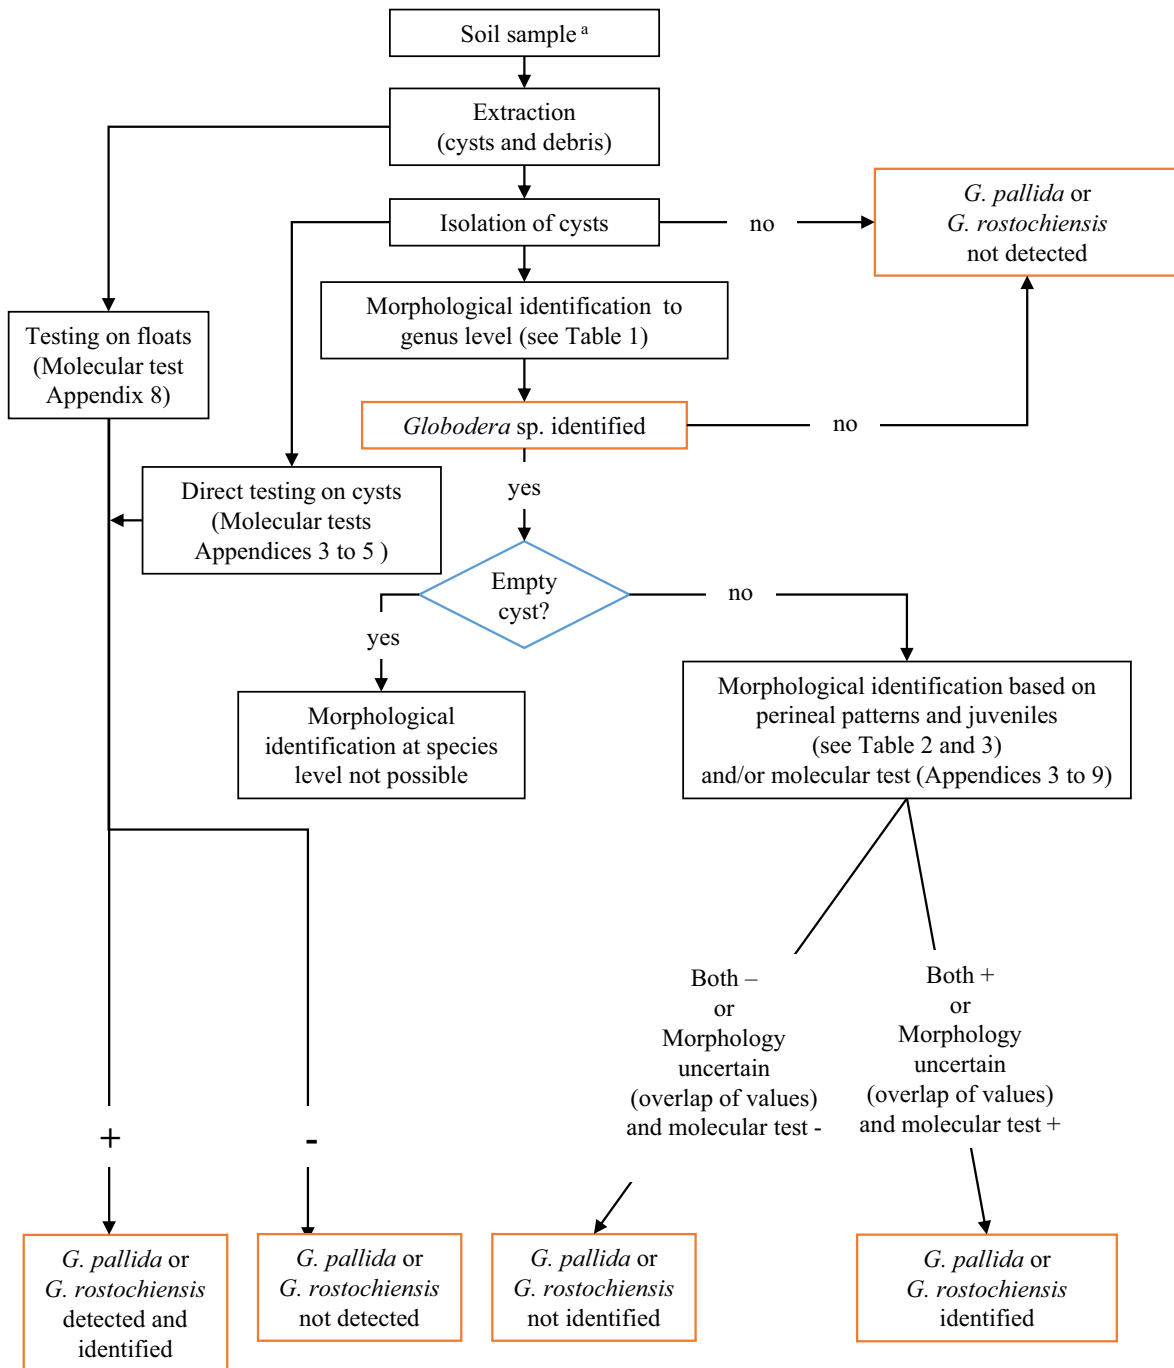 Soil sample a
Extraction
(cysts and debris)
Isolation of cysts
no
G. pallida or
G. rostochiensis
not detected
Morphological identification to
genus level (see Table 1)
Testing on floats
(Molecular test
Appendix 8)
Globodera sp. identified
no
yes
Direct testing on cysts
(Molecular tests
Appendices 3 to 5 )
Empty
cyst?
no
yes
Morphological
identification at species
level not possible
Morphological identification based on
perineal patterns and juveniles
(see Table 2 and 3)
and/or molecular test (Appendices 3 to 9)
Both –
or
Morphology
uncertain
(overlap of values)
and molecular test -
Both +
or
Morphology
uncertain
(overlap of values)
and molecular test +
+
-
G. pallida or
G. rostochiensis
detected and
identified
G. pallida or
G. rostochiensis
not detected
G. pallida or
G. rostochiensis
not identified
G. pallida or
G. rostochiensis
identified